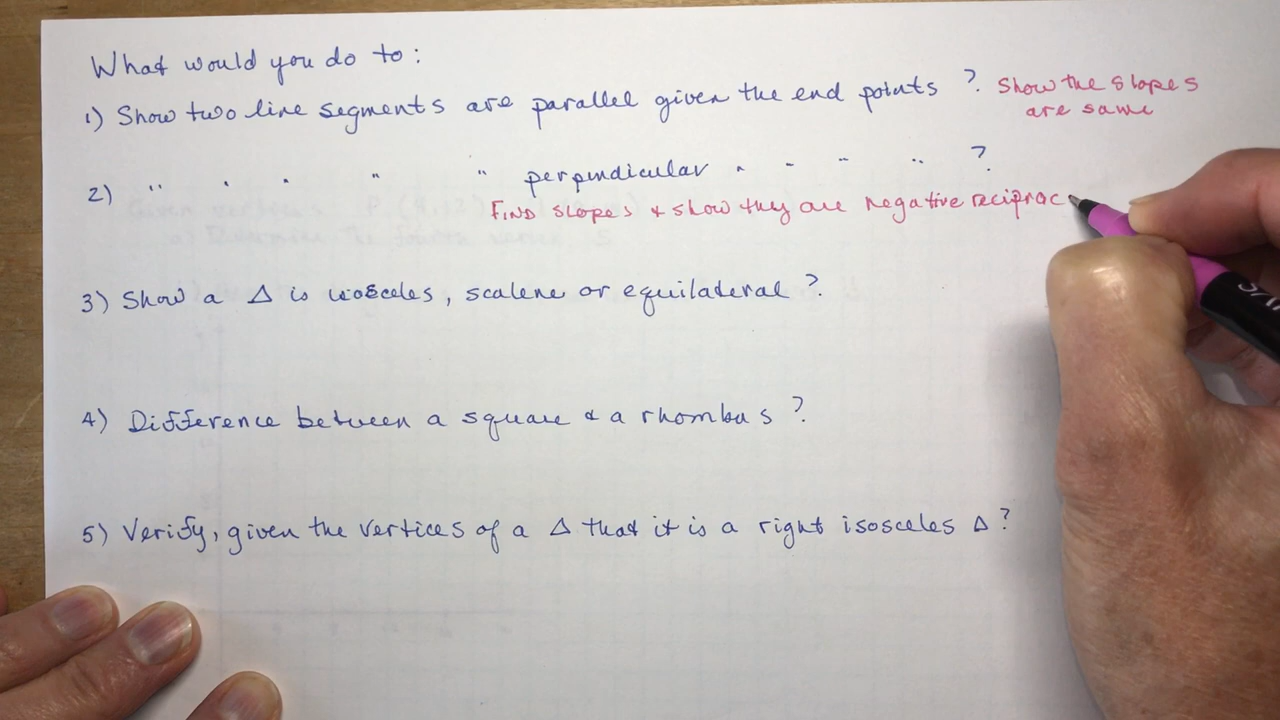 What would you do to :
1) Show two line segments are parallel given the end points ? Show the slopes
are same
2) " " " " " perpendicular " " " " ?
FIND slopes & show they are negative reciproc
3) Show a Δ is isosceles, scalene or equilateral ?.
4) Difference between a square & a rhombus ?
5) Verify, given the vertices of a Δ that it is a right isosceles Δ ?